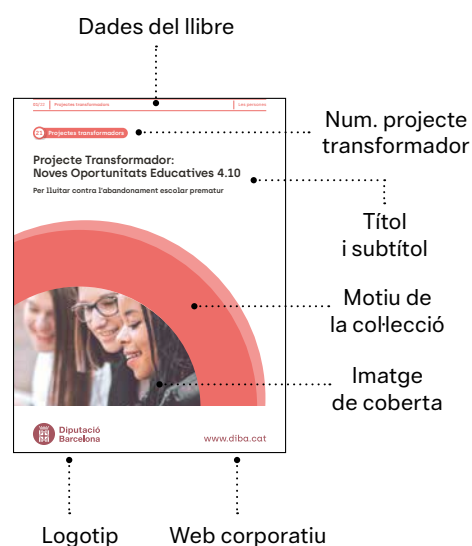 Dades del llibre
02/22 Projectes transformadors Les persones
Projectes transformadors
Num. projecte
transformador
Projecte Transformador:
Noves Oportunitats Educatives 4.10
Per lluitar contra l'abandonament escolar prematur
Títol
i subtítol
Motiu de
la col·lecció
Imatge
de coberta
Diputació
Barcelona
www.diba.cat
Logotip
Web corporatiu